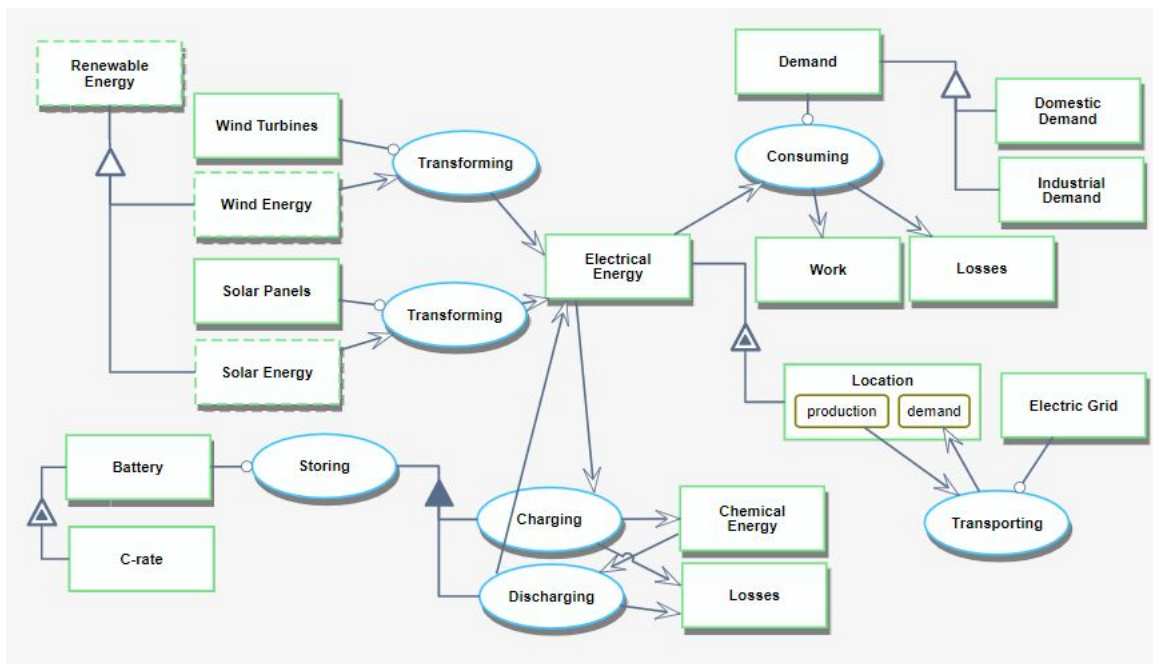 Renewable
Energy
Wind Turbines
Transforming
Wind Energy
Solar Panels
Transforming
Solar Energy
Electrical
Energy
Demand
Domestic
Demand
Industrial
Demand
Consuming
Work
Losses
Location
production
demand
Electric Grid
Transporting
Battery
Storing
C-rate
Charging
Discharging
Chemical
Energy
Losses